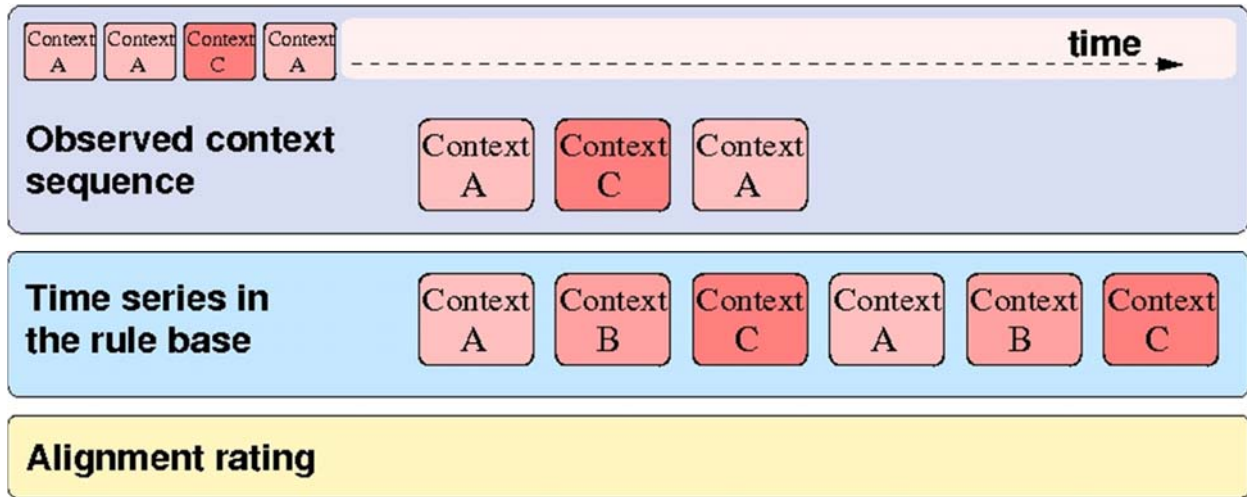 Context Context Context Context
A A C A
time
Observed context
sequence
Context Context Context
A C A
Time series in
the rule base
Context Context Context Context Context Context
A B C A B C
Alignment rating